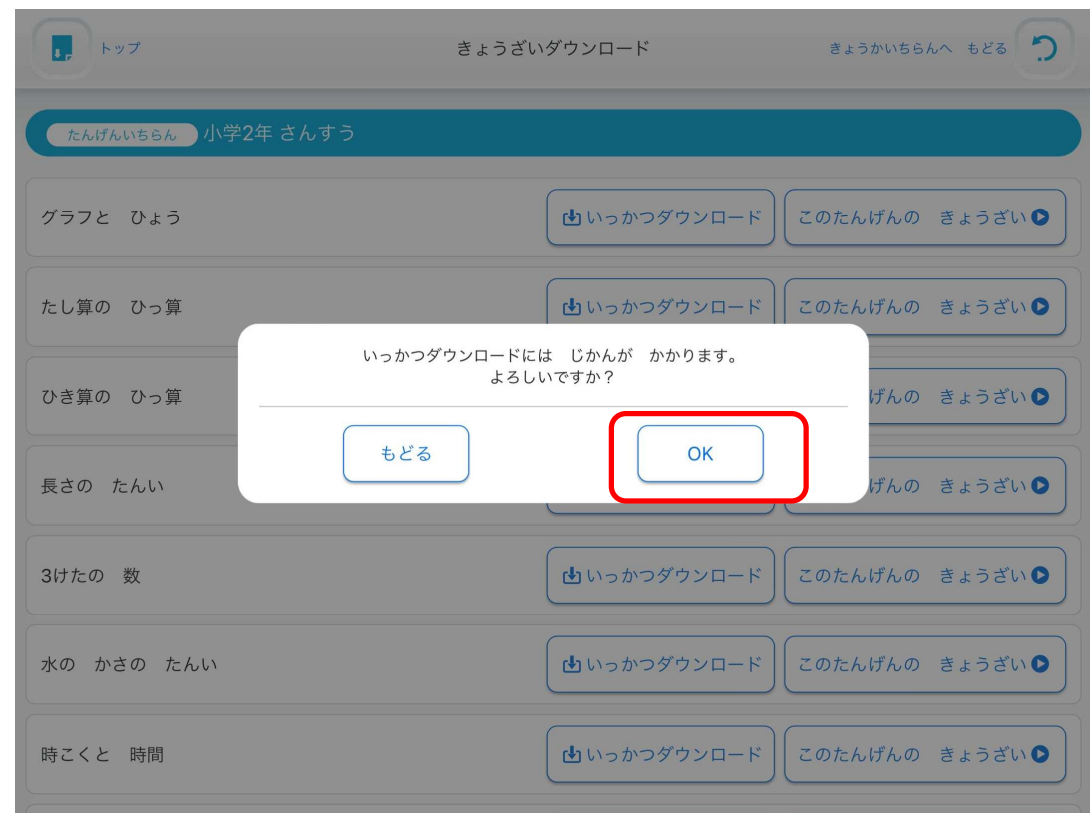 トップ
きょうざいダウンロード
きょうかいちらんへ　もどる
たんげんいちらん 小学2年 さんすう
グラフと　ひょう いっかつダウンロード このたんげんの　きょうざい
たし算の　ひっ算 いっかつダウンロード このたんげんの　きょうざい
いっかつダウンロードには　じかんが　かかります。
よろしいですか？
ひき算の　ひっ算 げんの　きょうざい
もどる OK
長さの　たんい げんの　きょうざい
3けたの　数 いっかつダウンロード このたんげんの　きょうざい
水の　かさの　たんい いっかつダウンロード このたんげんの　きょうざい
時こくと　時間 いっかつダウンロード このたんげんの　きょうざい